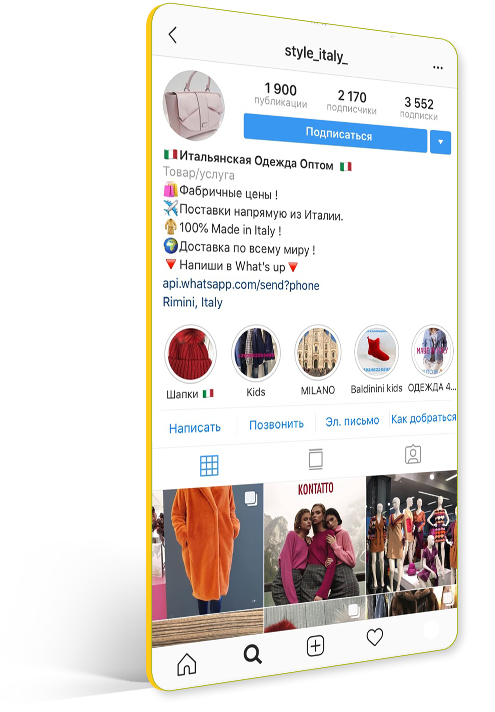 style_italy_
1 900
2 170
3 552
публикации
подписчики
подписки
Подписаться
Итальянская Одежда Оптом
Товар/услуга
Фабричные цены !
Поставки напрямую из Италии.
100% Made in Italy !
Доставка по всему миру !
Напиши в What's up
api.whatsapp.com/send?phone
Rimini, Italy
Шапки
Kids
MILANO
Baldinini kids
ОДЕЖДА 4...
Написать
Позвонить
Эл. письмо
Как добраться
KONTATTO